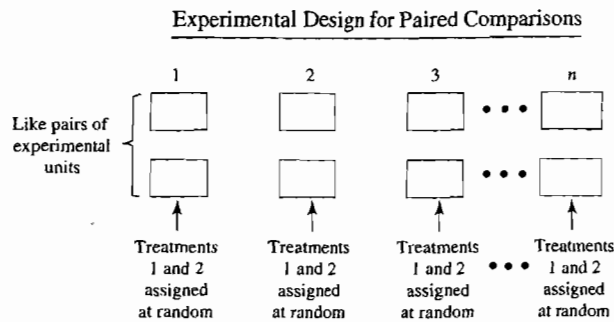 Experimental Design for Paired Comparisons
1 2 3 n
Like pairs of
experimental
units
Treatments Treatments Treatments Treatments
1 and 2 1 and 2 1 and 2 1 and 2
assigned assigned assigned assigned
at random at random at random at random